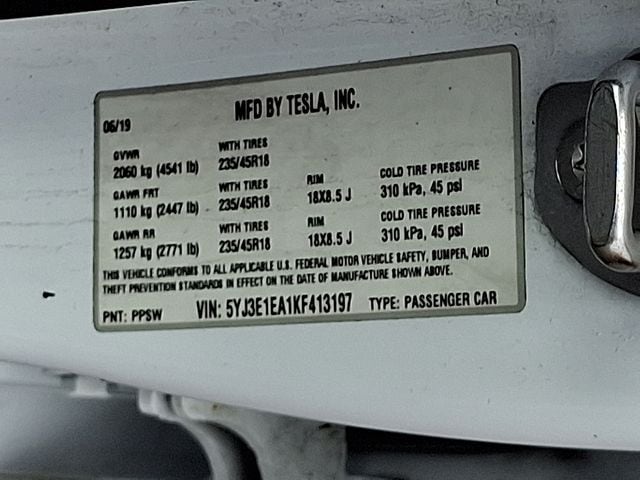 MFD BY TESLA, INC.
06/19
GVWR WITH TIRES
2060 kg (4541 lb) 235/45R18
GAWR FRT WITH TIRES RIM COLD TIRE PRESSURE
1110 kg (2447 lb) 235/45R18 18X8.5 J 310 kPa, 45 psi
GAWR RR WITH TIRES RIM COLD TIRE PRESSURE
1257 kg (2771 lb) 235/45R18 18X8.5 J 310 kPa, 45 psi
THIS VEHICLE CONFORMS TO ALL APPLICABLE U.S. FEDERAL MOTOR VEHICLE SAFETY, BUMPER, AND
THEFT PREVENTION STANDARDS IN EFFECT ON THE DATE OF MANUFACTURE SHOWN ABOVE.
PNT: PPSW VIN: 5YJ3E1EA1KF413197 TYPE: PASSENGER CAR